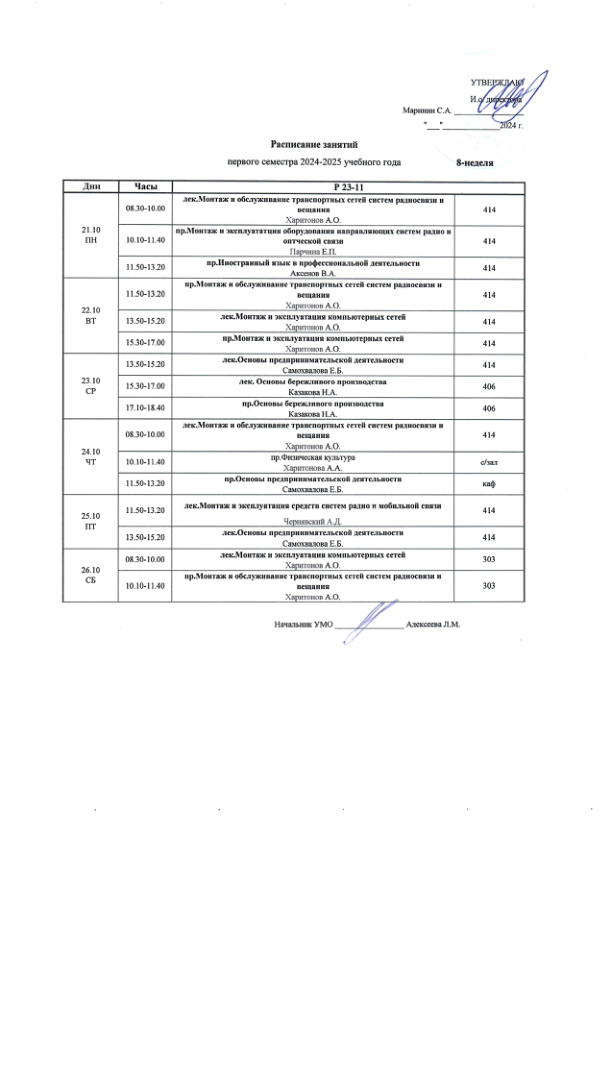 УТВЕРЖДАЮ
И.о. директора
Маринин С.А. ________________
"___"______________2024 г.
Расписание занятий
первого семестра 2024-2025 учебного года 8-неделя
Дни Часы Р 23-11
21.10
ПН
08.30-10.00
лек.Монтаж и обслуживание транспортных сетей систем радиосвязи и
вещания
Харитонов А.О.
414
10.10-11.40
пр.Монтаж и эксплуататция оборудования направляющих систем радио и
оптческой связи
Парчина Е.П.
414
11.50-13.20
пр.Иностранный язык в профессиональной деятельности
Аксенов В.А.
414
22.10
ВТ
11.50-13.20
пр.Монтаж и обслуживание транспортных сетей систем радиосвязи и
вещания
Харитонов А.О.
414
13.50-15.20
лек.Монтаж и эксплуатация компьютерных сетей
Харитонов А.О.
414
15.30-17.00
пр.Монтаж и эксплуатация компьютерных сетей
Харитонов А.О.
414
23.10
СР
13.50-15.20
лек.Основы предпринимательской деятельности
Самохвалова Е.Б.
414
15.30-17.00
лек. Основы бережливого производства
Казакова Н.А.
406
17.10-18.40
пр.Основы бережливого производства
Казакова Н.А.
406
24.10
ЧТ
08.30-10.00
лек.Монтаж и обслуживание транспортных сетей систем радиосвязи и
вещания
Харитонов А.О.
414
10.10-11.40
пр.Физическая культура
Харитонова А.А.
с/зал
11.50-13.20
пр.Основы предпринимательской деятельности
Самохвалова Е.Б.
каф
25.10
ПТ
11.50-13.20
лек.Монтаж и эксплуатация средств систем радио и мобильной связи
Чернявский А.Д.
414
13.50-15.20
лек.Основы предпринимательской деятельности
Самохвалова Е.Б.
414
26.10
СБ
08.30-10.00
лек.Монтаж и эксплуатация компьютерных сетей
Харитонов А.О.
303
10.10-11.40
пр.Монтаж и обслуживание транспортных сетей систем радиосвязи и
вещания
Харитонов А.О.
303
Начальник УМО ________________ Алексеева Л.М.